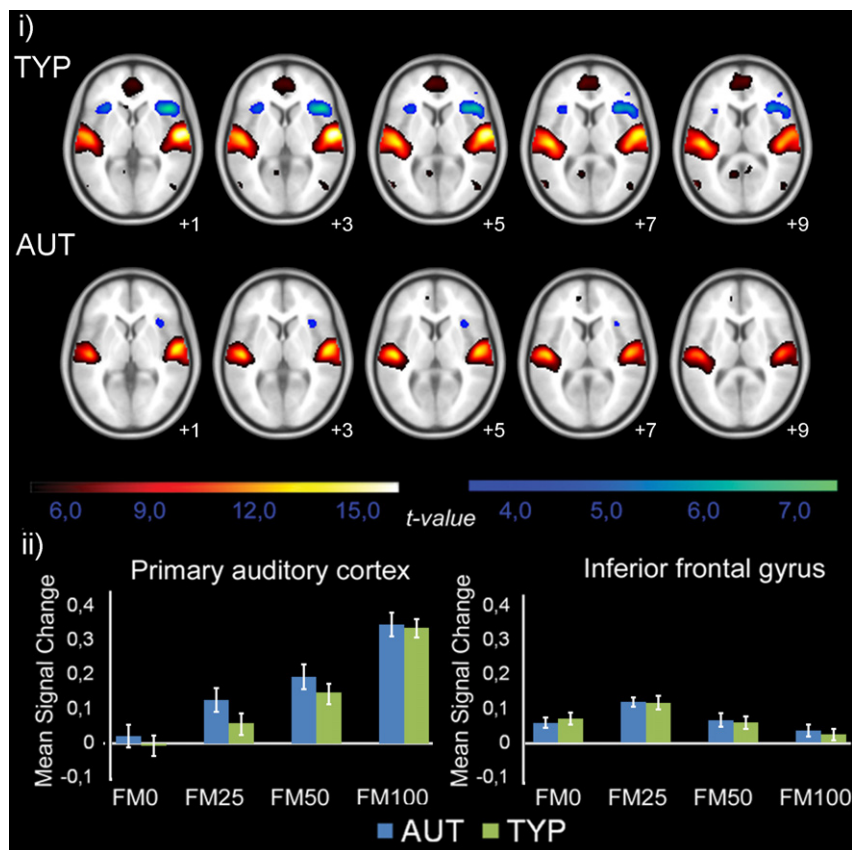 i)
TYP
+1 +3 +5 +7 +9
AUT
+1 +3 +5 +7 +9
6,0 9,0 12,0 15,0 t-value 4,0 5,0 6,0 7,0
ii)
Primary auditory cortex Inferior frontal gyrus
Mean Signal Change Mean Signal Change
0,4 0,4
0,3 0,3
0,2 0,2
0,1 0,1
0 0
-0,1 -0,1
FM0 FM25 FM50 FM100 FM0 FM25 FM50 FM100
AUT TYP